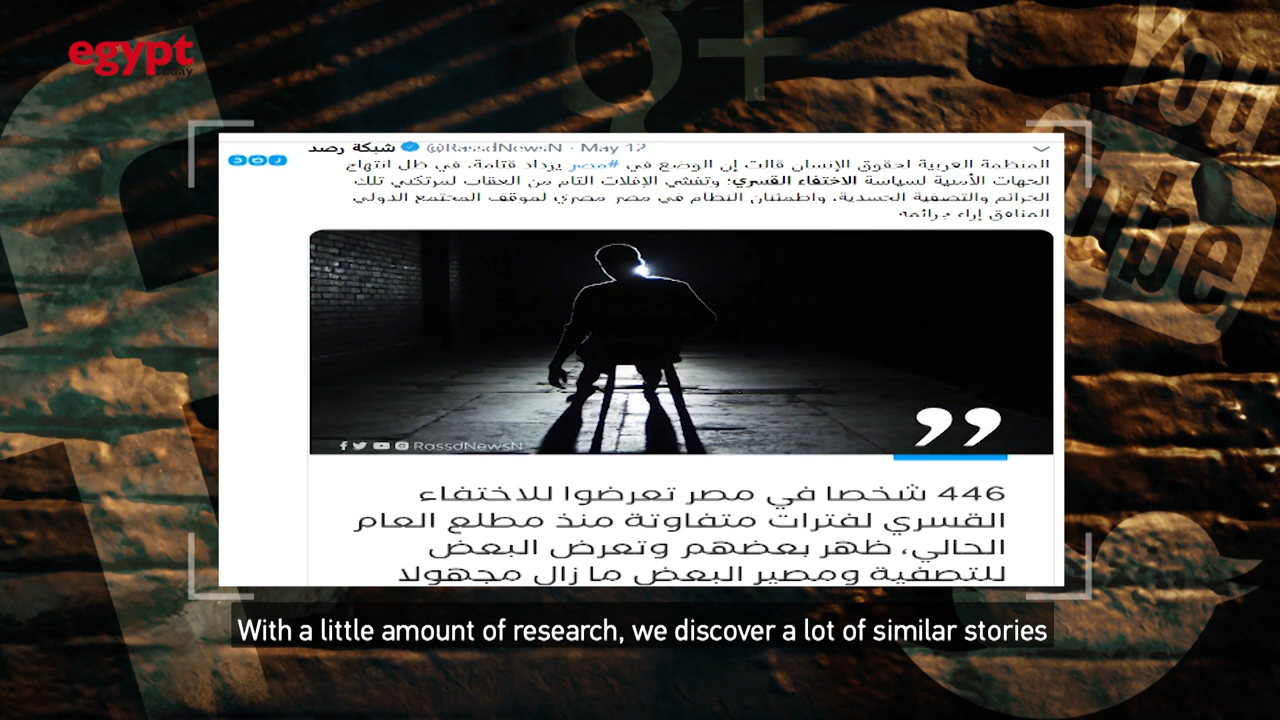 egypt
today
g+
You
Tube
شبكة رصد @RassdNewsN · May 12
المنظمة العربية لحقوق الإنسان قالت إن الوضع في #مصر يزداد قتامة، في ظل انتهاج
الجهات الأمنية لسياسة الاختفاء القسري؛ وتفشي الإفلات التام من العقاب لمرتكبي تلك
الجرائم والتصفية الجسدية، واطمئنان النظام في مصر مصري لموقف المجتمع الدولي
المنافق إزاء جرائمه
RassdNewsN
446 شخصا في مصر تعرضوا للاختفاء
القسري لفترات متفاوتة منذ مطلع العام
الحالي، ظهر بعضهم وتعرض البعض
للتصفية ومصير البعض ما زال مجهولا
With a little amount of research, we discover a lot of similar stories